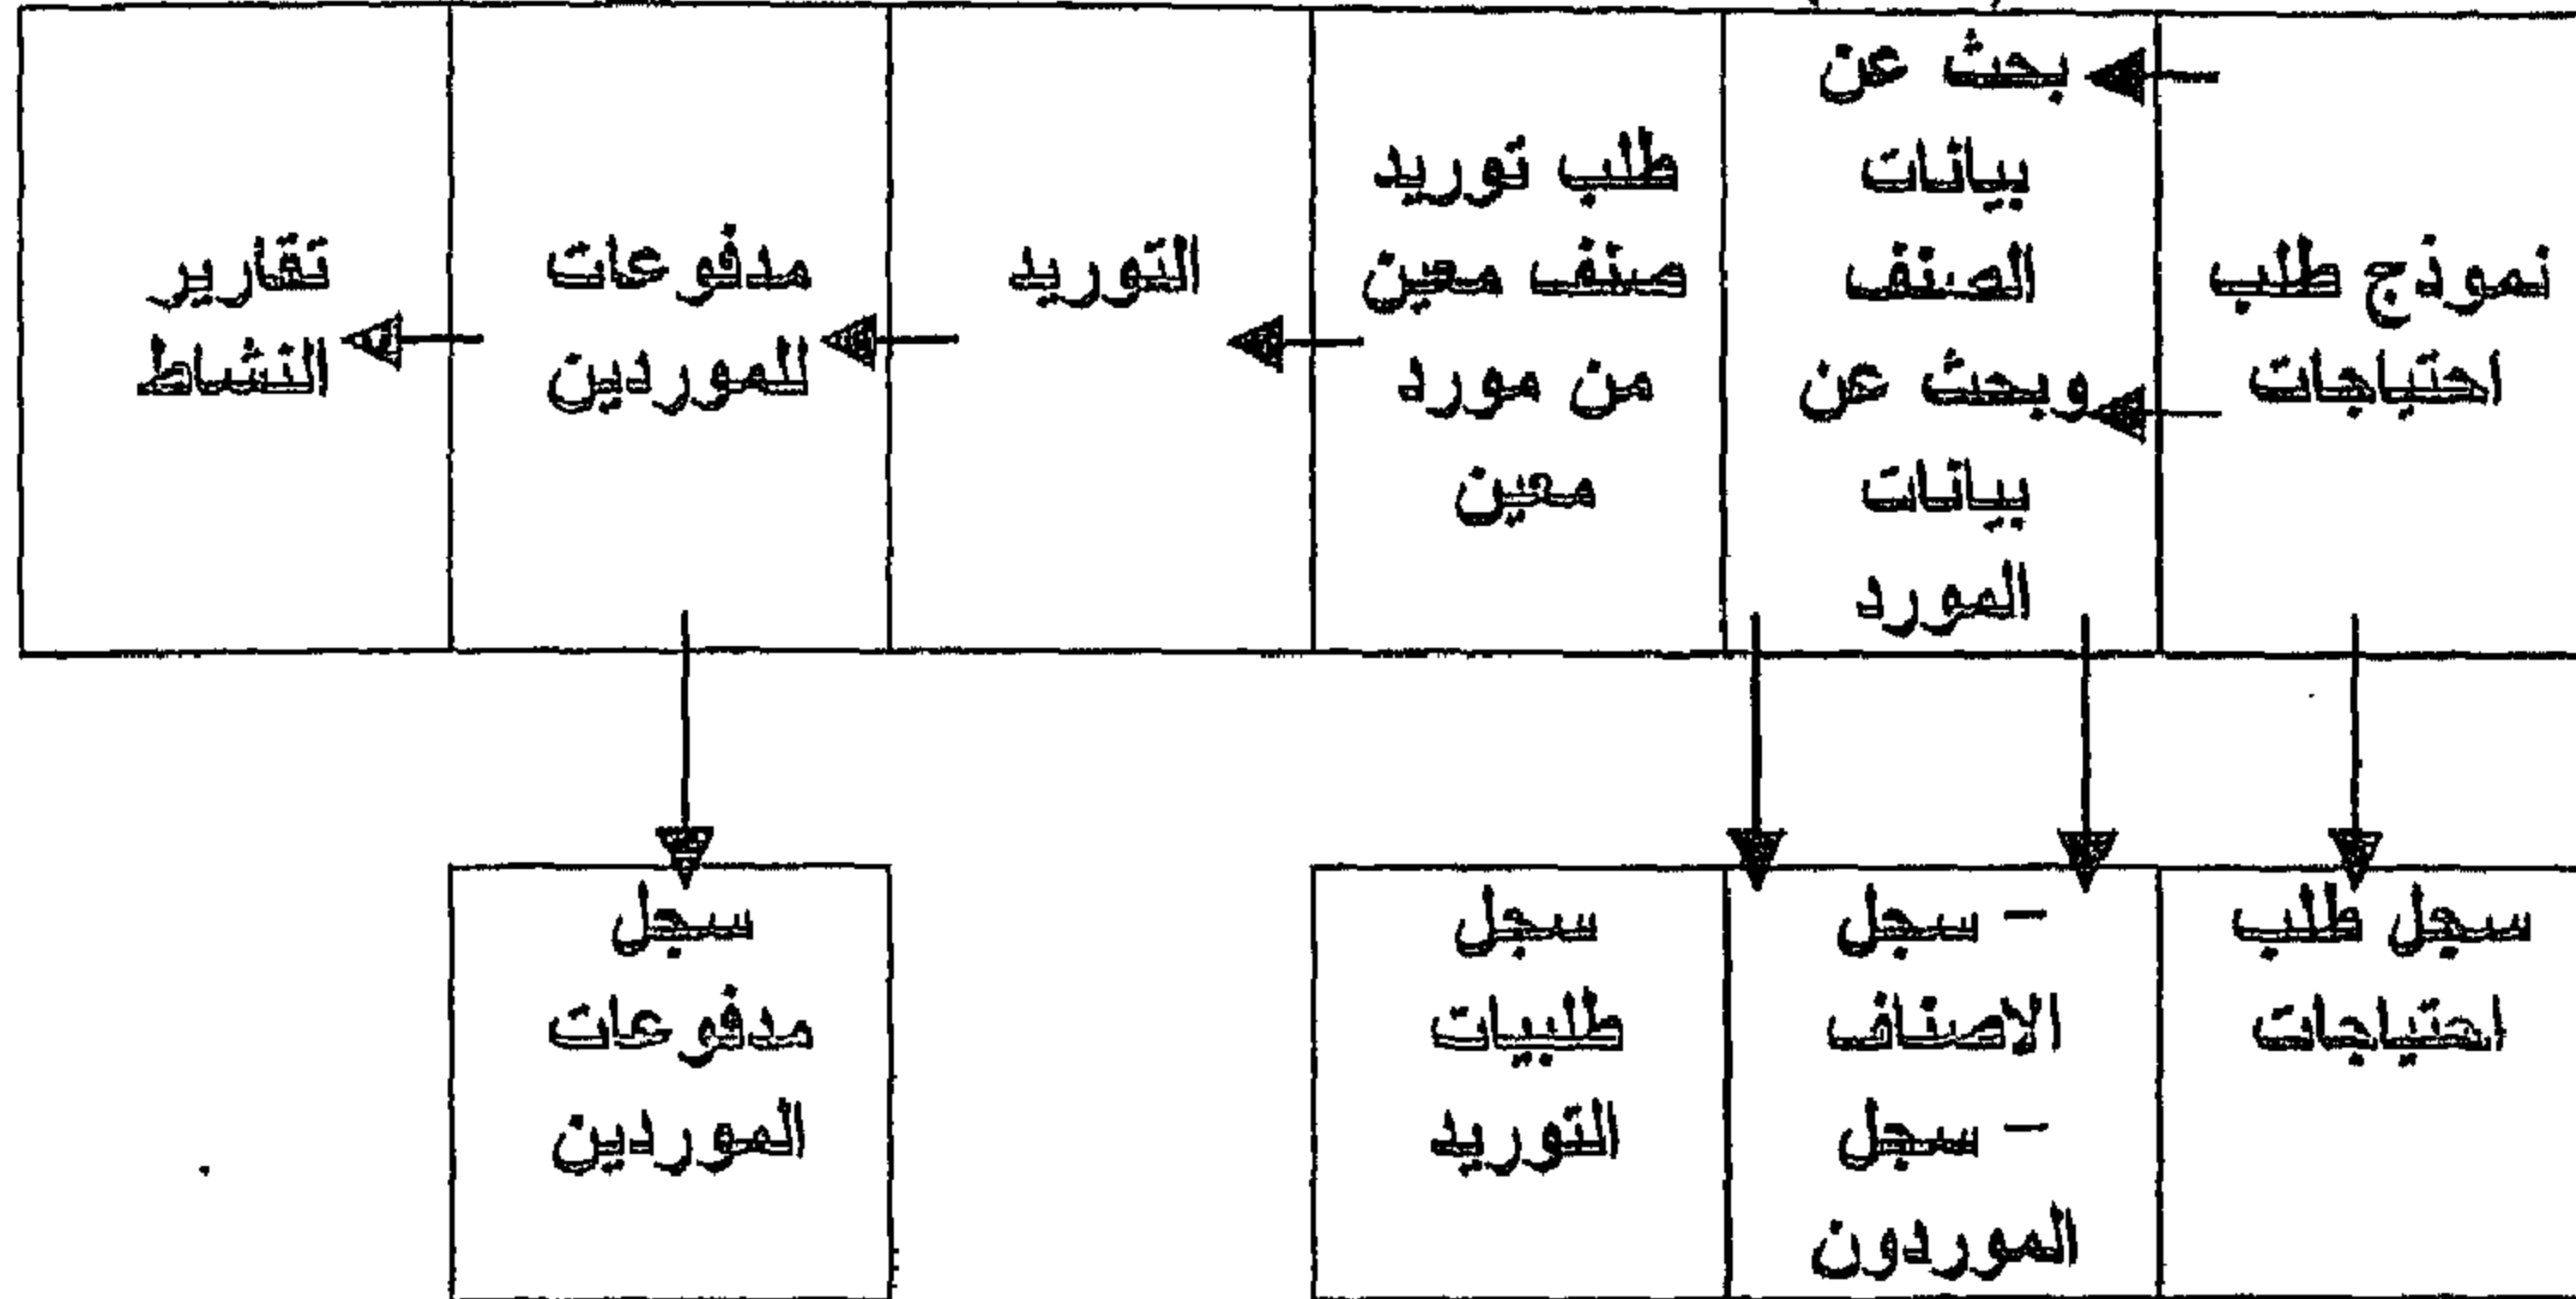 نموذج طلب
احتياجات
بحث عن
بيانات
الصنف
وبحث عن
بيانات
المورد
طلب توريد
صنف معين
من مورد
معين
التوريد
مدفوعات
للموردين
تقارير
النشاط
سجل طلب
احتياجات
– سجل
الاصناف
– سجل
الموردون
سجل
طلبيات
التوريد
سجل
مدفوعات
الموردين